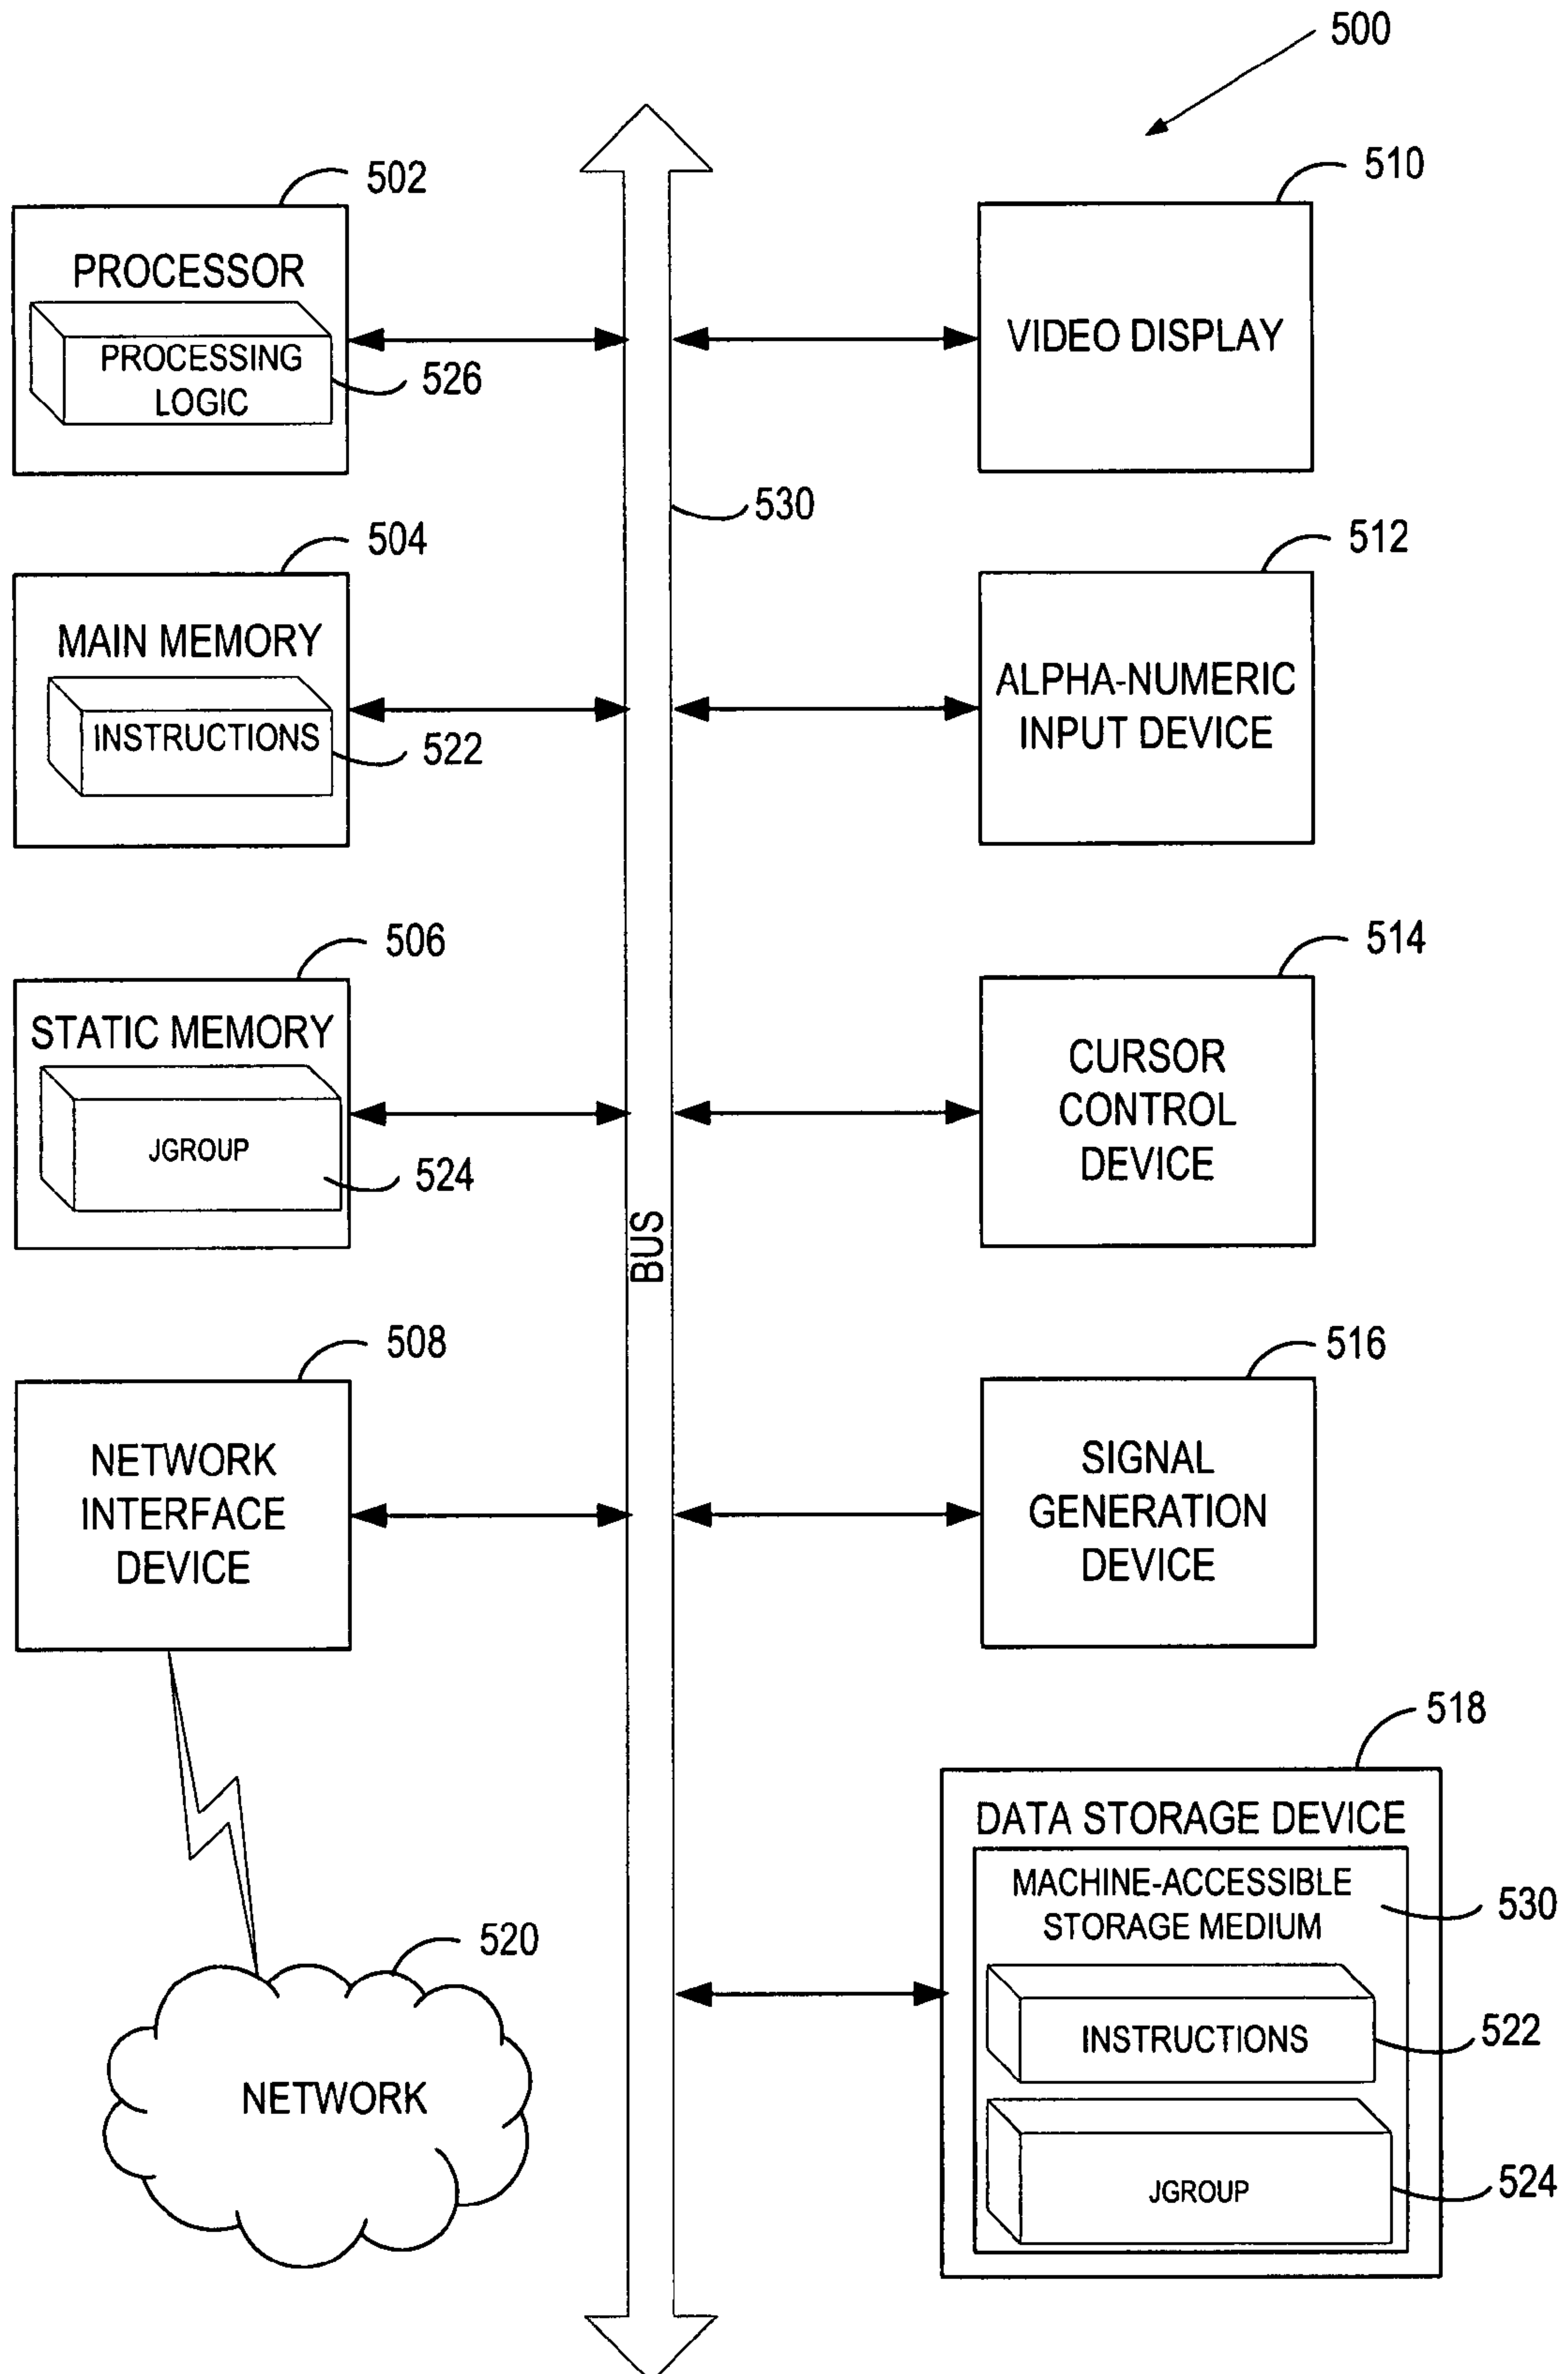 500
502
PROCESSOR
PROCESSING
LOGIC
526
510
VIDEO DISPLAY
530
504
MAIN MEMORY
INSTRUCTIONS
522
512
ALPHA-NUMERIC
INPUT DEVICE
506
STATIC MEMORY
JGROUP
524
514
CURSOR
CONTROL
DEVICE
BUS
508
NETWORK
INTERFACE
DEVICE
516
SIGNAL
GENERATION
DEVICE
518
DATA STORAGE DEVICE
MACHINE-ACCESSIBLE
STORAGE MEDIUM
530
INSTRUCTIONS
522
JGROUP
524
520
NETWORK